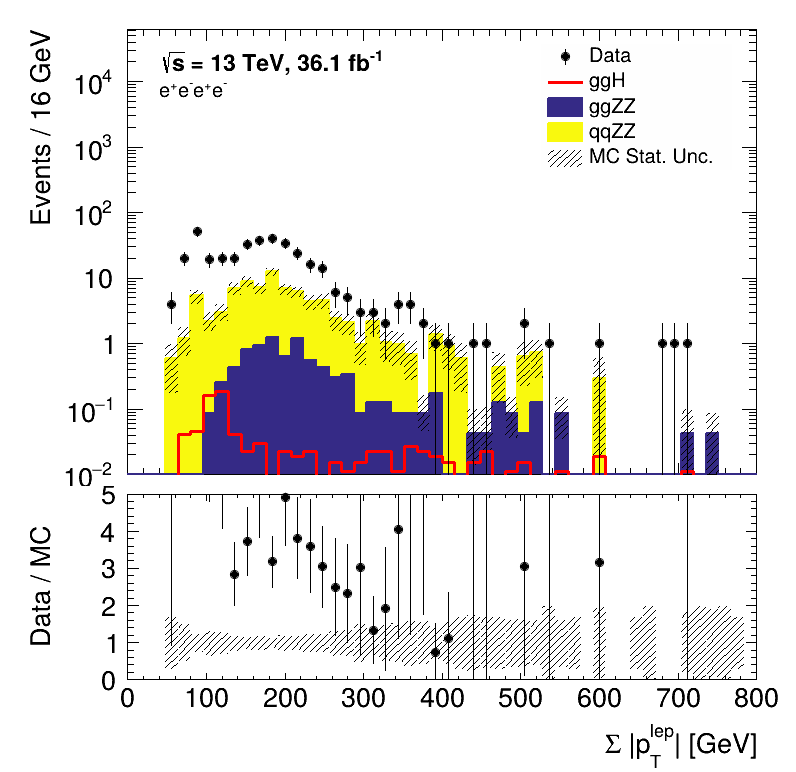 Events / 16 GeV
10⁴
10³
10²
10
1
10⁻¹
10⁻²
√s = 13 TeV, 36.1 fb⁻¹
e⁺e⁻e⁺e⁻
Data
ggH
ggZZ
qqZZ
MC Stat. Unc.
Data / MC
5
4
3
2
1
0
0 100 200 300 400 500 600 700 800
Σ |p_T^lep| [GeV]